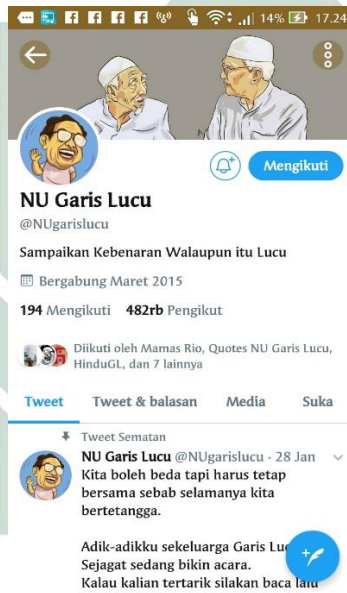 14% 17.24
Mengikuti
NU Garis Lucu
@NUgarislucu
Sampaikan Kebenaran Walaupun itu Lucu
Bergabung Maret 2015
194 Mengikuti 482rb Pengikut
Diikuti oleh Mamas Rio, Quotes NU Garis Lucu,
HinduGL, dan 7 lainnya
Tweet Tweet & balasan Media Suka
Tweet Sematan
NU Garis Lucu @NUgarislucu · 28 Jan
Kita boleh beda tapi harus tetap
bersama sebab selamanya kita
bertetangga.
Adik-adikku sekeluarga Garis
Sejagat sedang bikin acara.
Kalau kalian tertarik silakan baca lalu